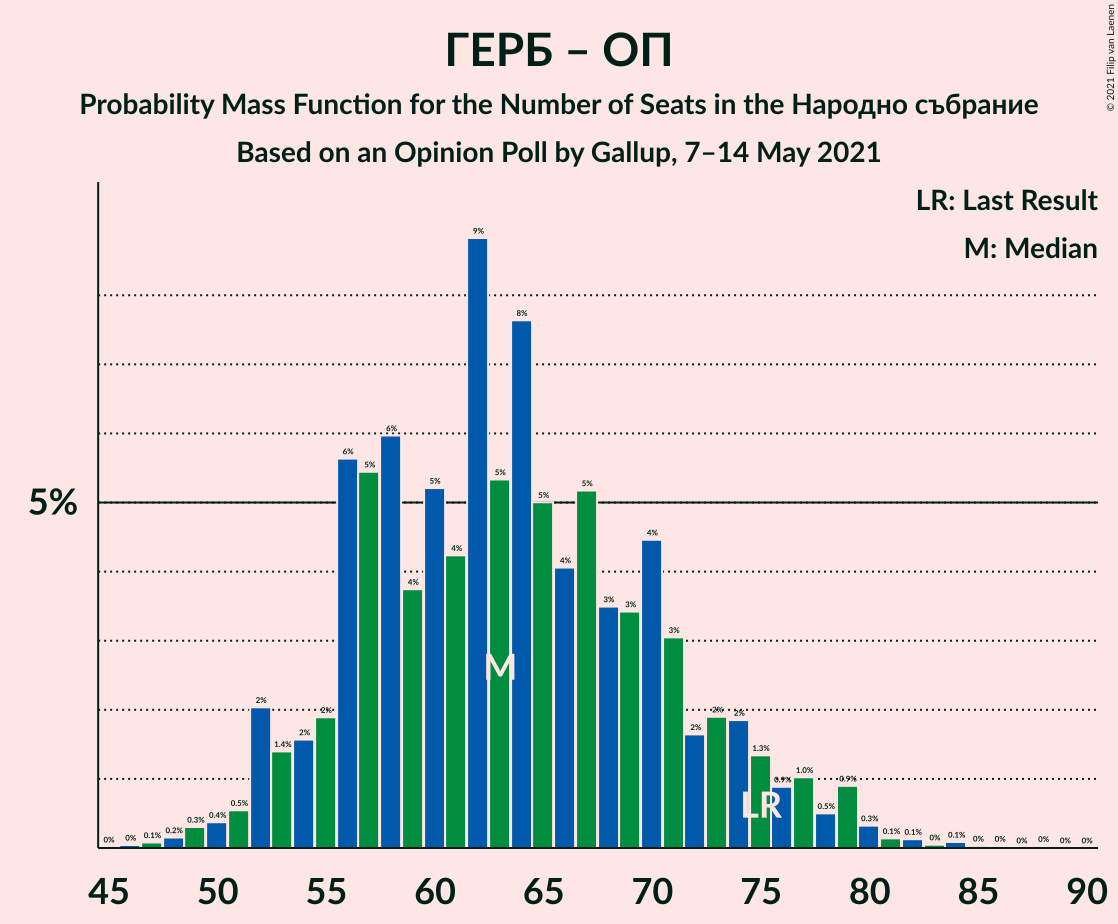 ГЕРБ – ОП
Probability Mass Function for the Number of Seats in the Народно събрание
Based on an Opinion Poll by Gallup, 7–14 May 2021
© 2021 Filip van Laenen
LR: Last Result
M: Median
5%
0% 0% 0.1% 0.2% 0.3% 0.4% 0.5% 2% 1.4% 2% 2% 6% 5% 6% 4% 5% 4% 9% 5% 8% 5% 4% 5% 3% 3% 4% 3% 2% 2% 2% 1.3% 0.9% 1.0% 0.5% 0.9% 0.3% 0.1% 0.1% 0% 0.1% 0% 0% 0% 0% 0% 0%
M
LR
45 50 55 60 65 70 75 80 85 90